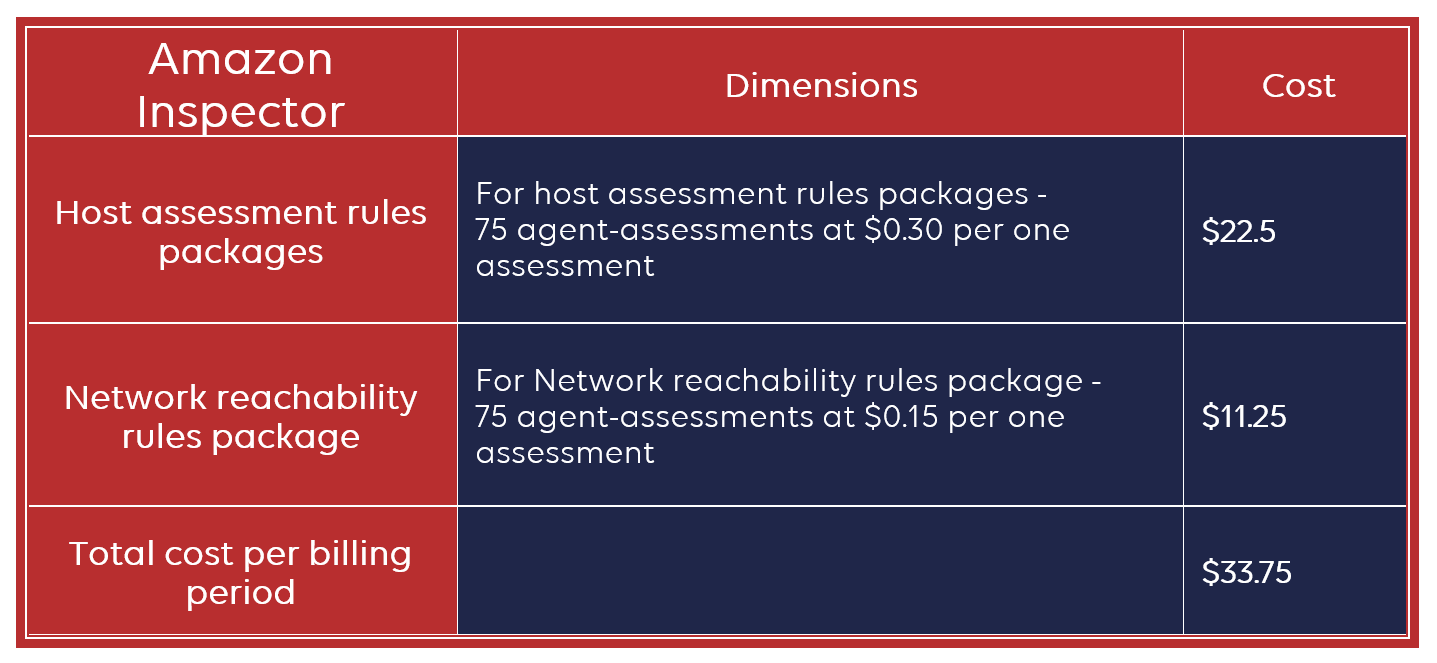 Amazon
Inspector
Dimensions
Cost
Host assessment rules
packages
For host assessment rules packages -
75 agent-assessments at $0.30 per one
assessment
$22.5
Network reachability
rules package
For Network reachability rules package -
75 agent-assessments at $0.15 per one
assessment
$11.25
Total cost per billing
period
$33.75